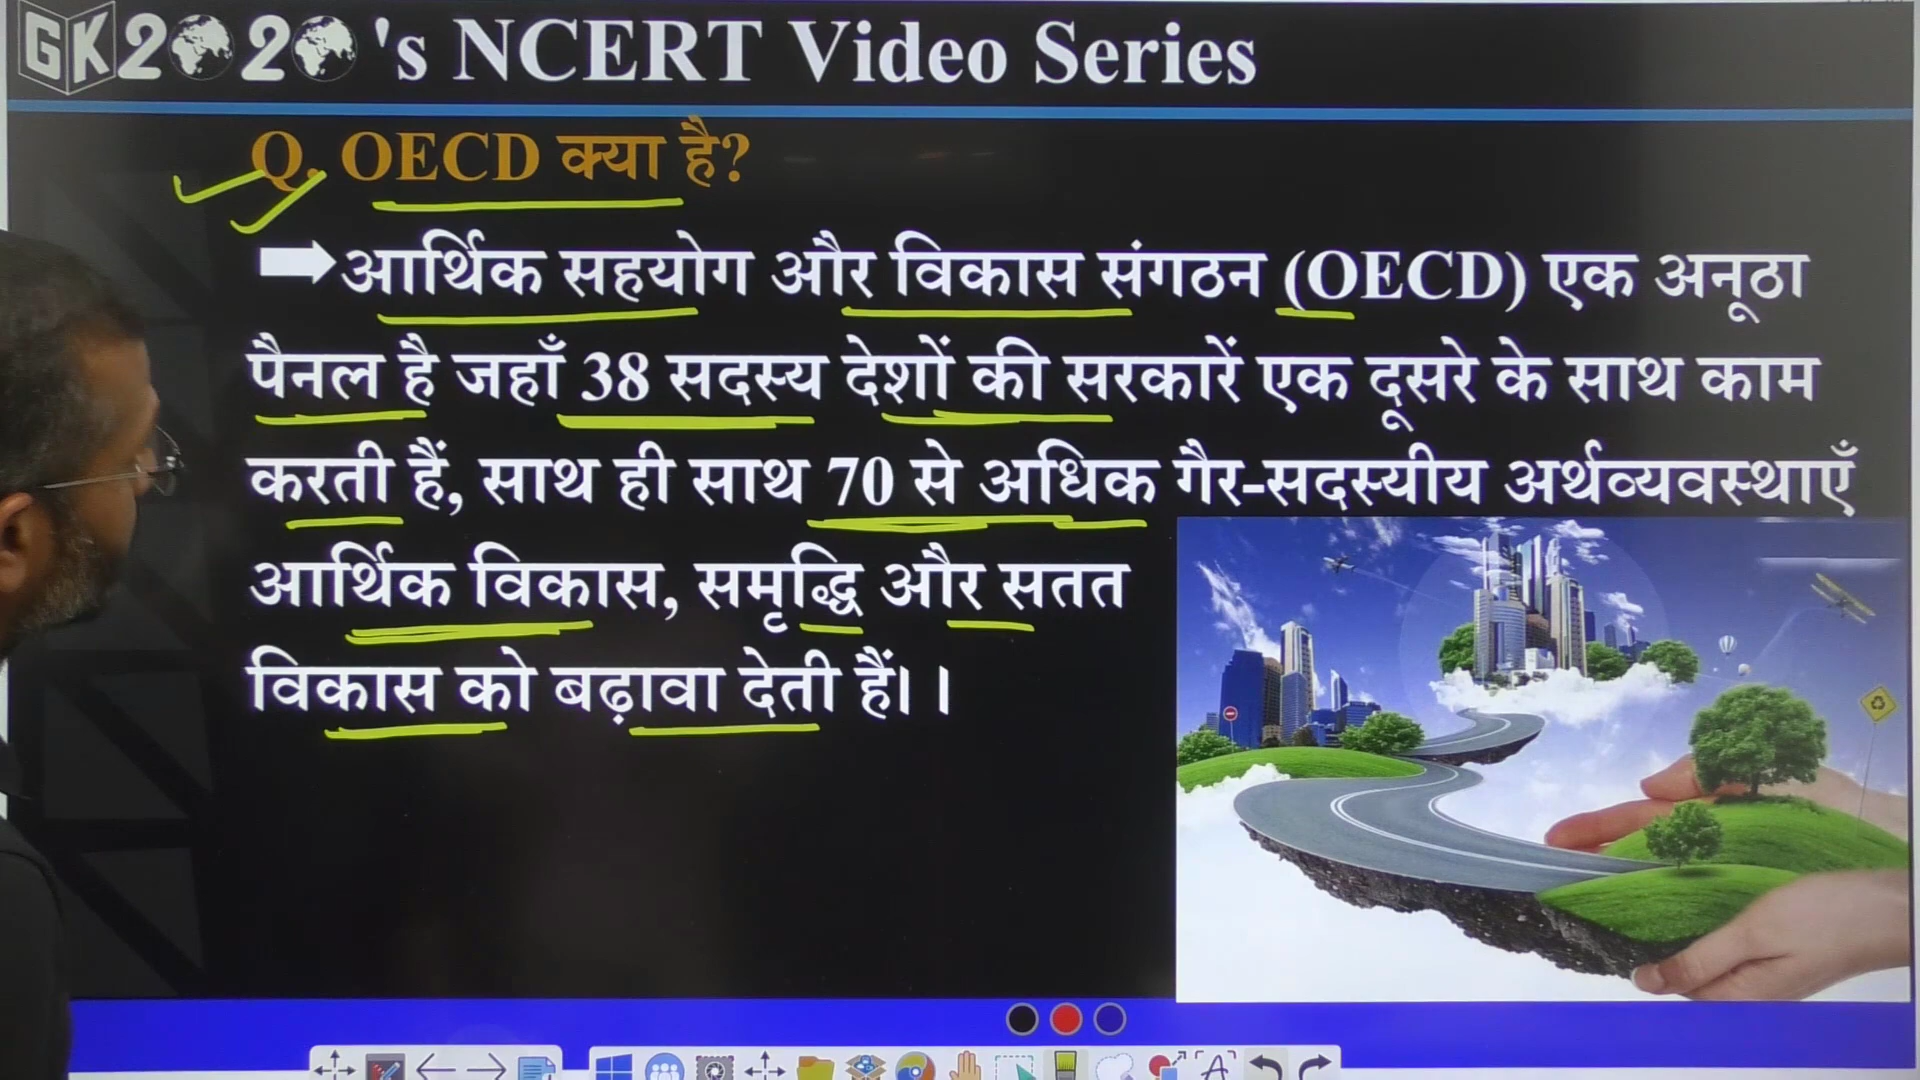 GK2020's NCERT Video Series
Q. OECD क्या है?
आर्थिक सहयोग और विकास संगठन (OECD) एक अनूठा
पैनल है जहाँ 38 सदस्य देशों की सरकारें एक दूसरे के साथ काम
करती हैं, साथ ही साथ 70 से अधिक गैर-सदस्यीय अर्थव्यवस्थाएँ
आर्थिक विकास, समृद्धि और सतत
विकास को बढ़ावा देती हैं। ।